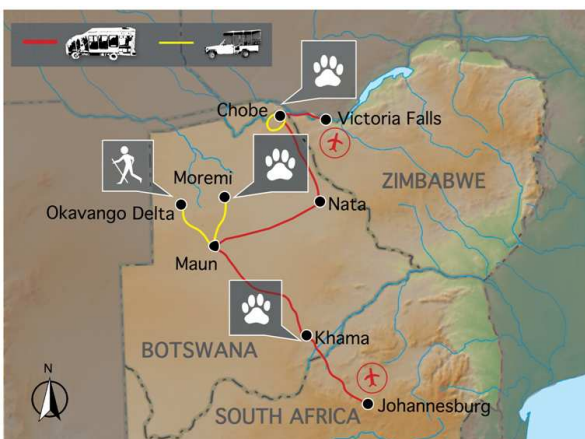 Chobe
Victoria Falls
ZIMBABWE
Moremi
Okavango Delta
Nata
Maun
Khama
BOTSWANA
N
Johannesburg
SOUTH AFRICA